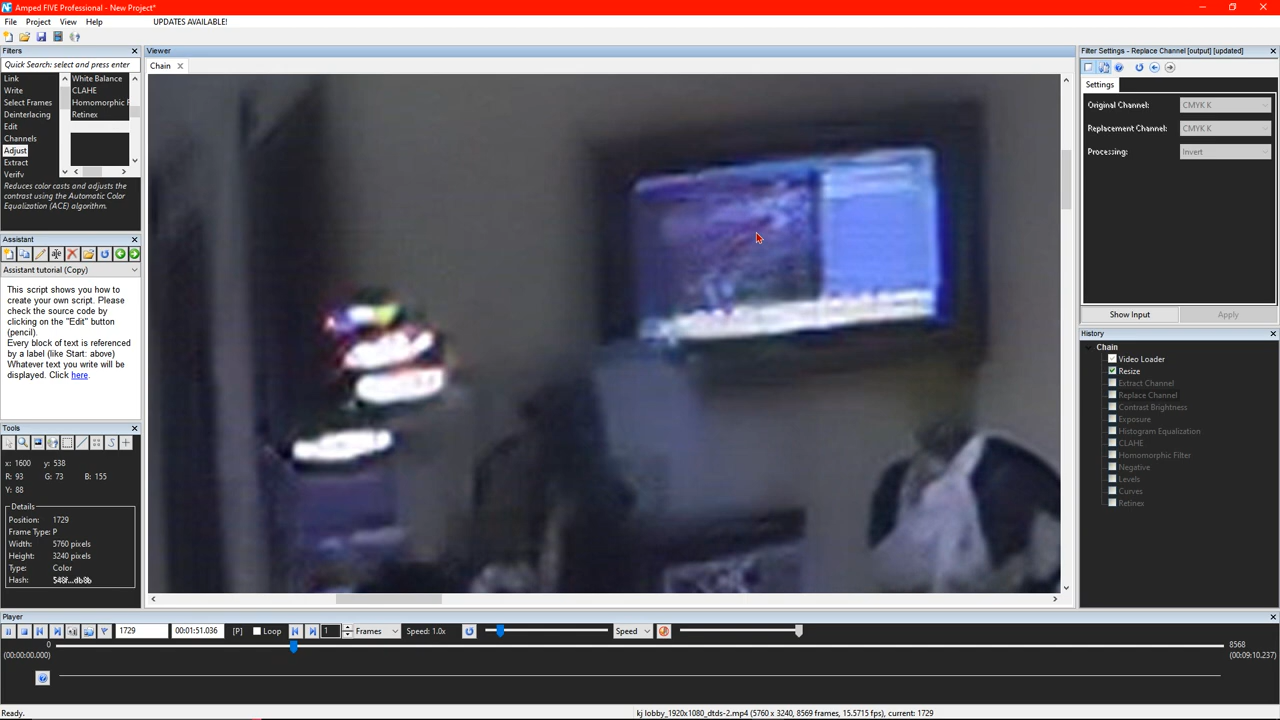 Amped FIVE Professional - New Project*
File Project View Help UPDATES AVAILABLE!
Filters
Quick Search: select and press enter
Link
Write
Select Frames
Deinterlacing
Edit
Channels
Adjust
Extract
Verify
White Balance
CLAHE
Homomorphic F
Retinex
Reduces color casts and adjusts the
contrast using the Automatic Color
Equalization (ACE) algorithm.
Assistant
Assistant tutorial (Copy)
This script shows you how to
create your own script. Please
check the source code by
clicking on the "Edit" button
(pencil).
Every block of text is referenced
by a label (like Start: above)
Whatever text you write will be
displayed. Click here.
Tools
x: 1600 y: 538
R: 93 G: 73 B: 155
Y: 88
Details
Position: 1729
Frame Type: P
Width: 5760 pixels
Height: 3240 pixels
Type: Color
Hash: 548f...db8b
Viewer
Chain
Filter Settings - Replace Channel [output] [updated]
Settings
Original Channel: CMYK K
Replacement Channel: CMYK K
Processing: Invert
Show Input Apply
History
Chain
Video Loader
Resize
Extract Channel
Replace Channel
Contrast Brightness
Exposure
Histogram Equalization
CLAHE
Homomorphic Filter
Negative
Levels
Curves
Retinex
Player
1729 00:01:51.036 [P] Loop 1 Frames Speed: 1.0x Speed
0 8568
(00:00:00.000) (00:09:10.237)
Ready. kj lobby_1920x1080_dtds-2.mp4 (5760 x 3240, 8569 frames, 15.5715 fps), current: 1729